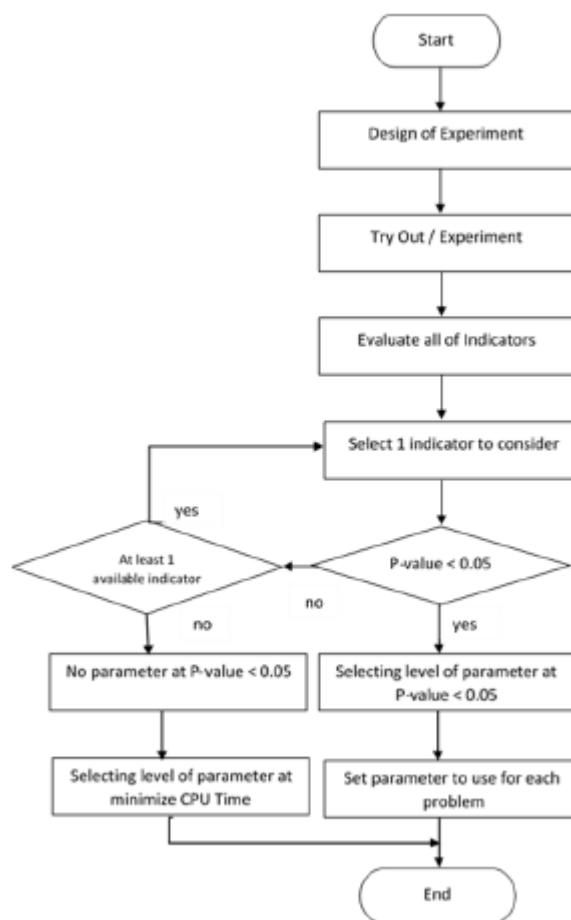 Start
Design of Experiment
Try Out / Experiment
Evaluate all of Indicators
Select 1 indicator to consider
yes
At least 1
available indicator
P-value < 0.05
no
no
yes
No parameter at P-value < 0.05
Selecting level of parameter at
P-value < 0.05
Selecting level of parameter at
minimize CPU Time
Set parameter to use for each
problem
End